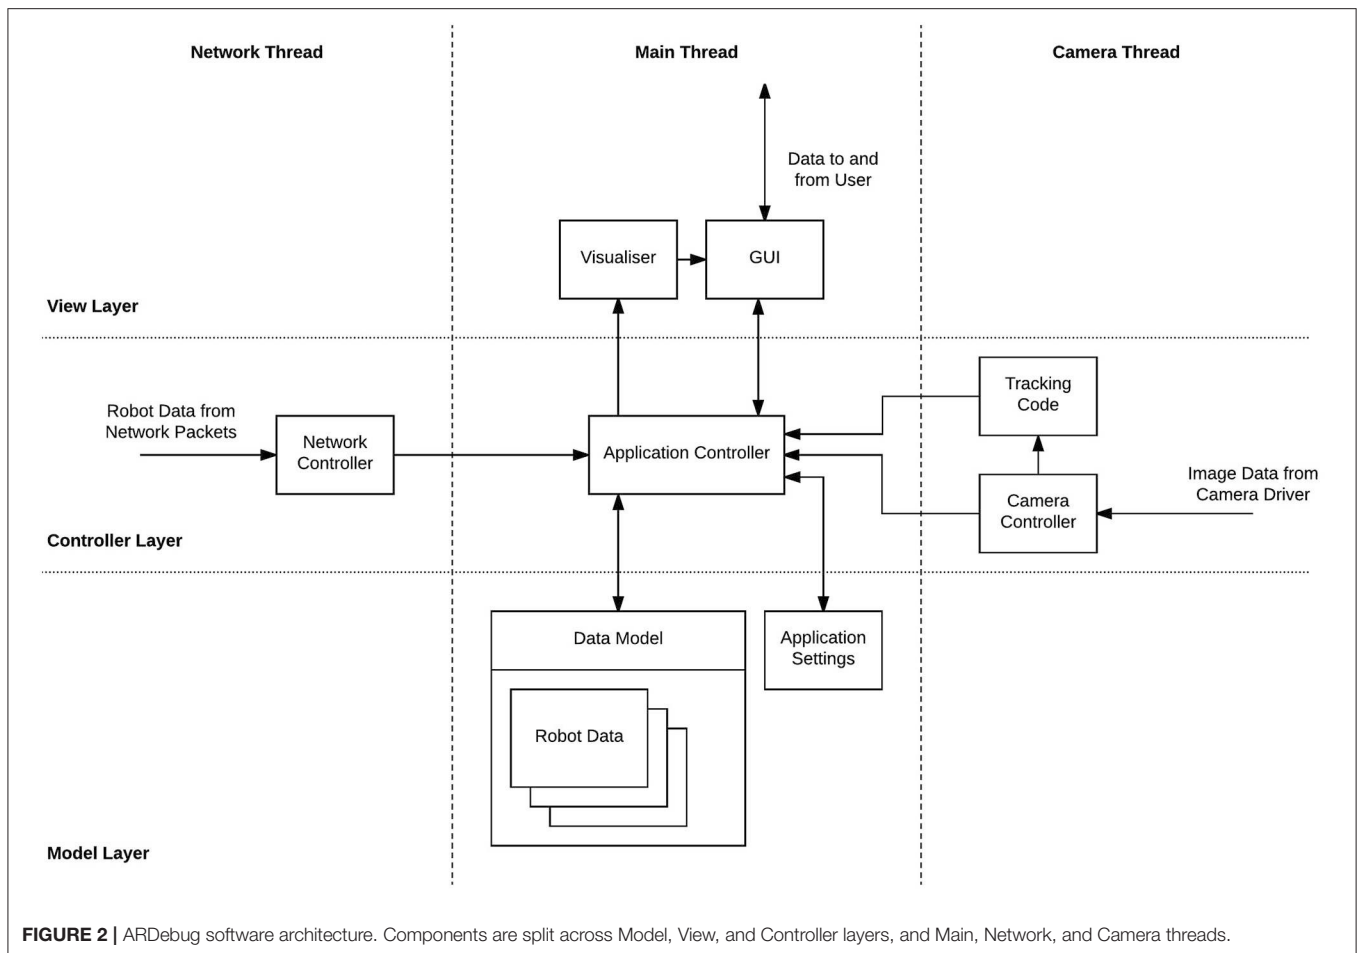 Network Thread
Main Thread
Camera Thread
Data to and
from User
Visualiser
GUI
View Layer
Tracking
Code
Robot Data from
Network Packets
Network
Controller
Application Controller
Image Data from
Camera Driver
Camera
Controller
Controller Layer
Data Model
Application
Settings
Robot Data
Model Layer
FIGURE 2 | ARDebug software architecture. Components are split across Model, View, and Controller layers, and Main, Network, and Camera threads.